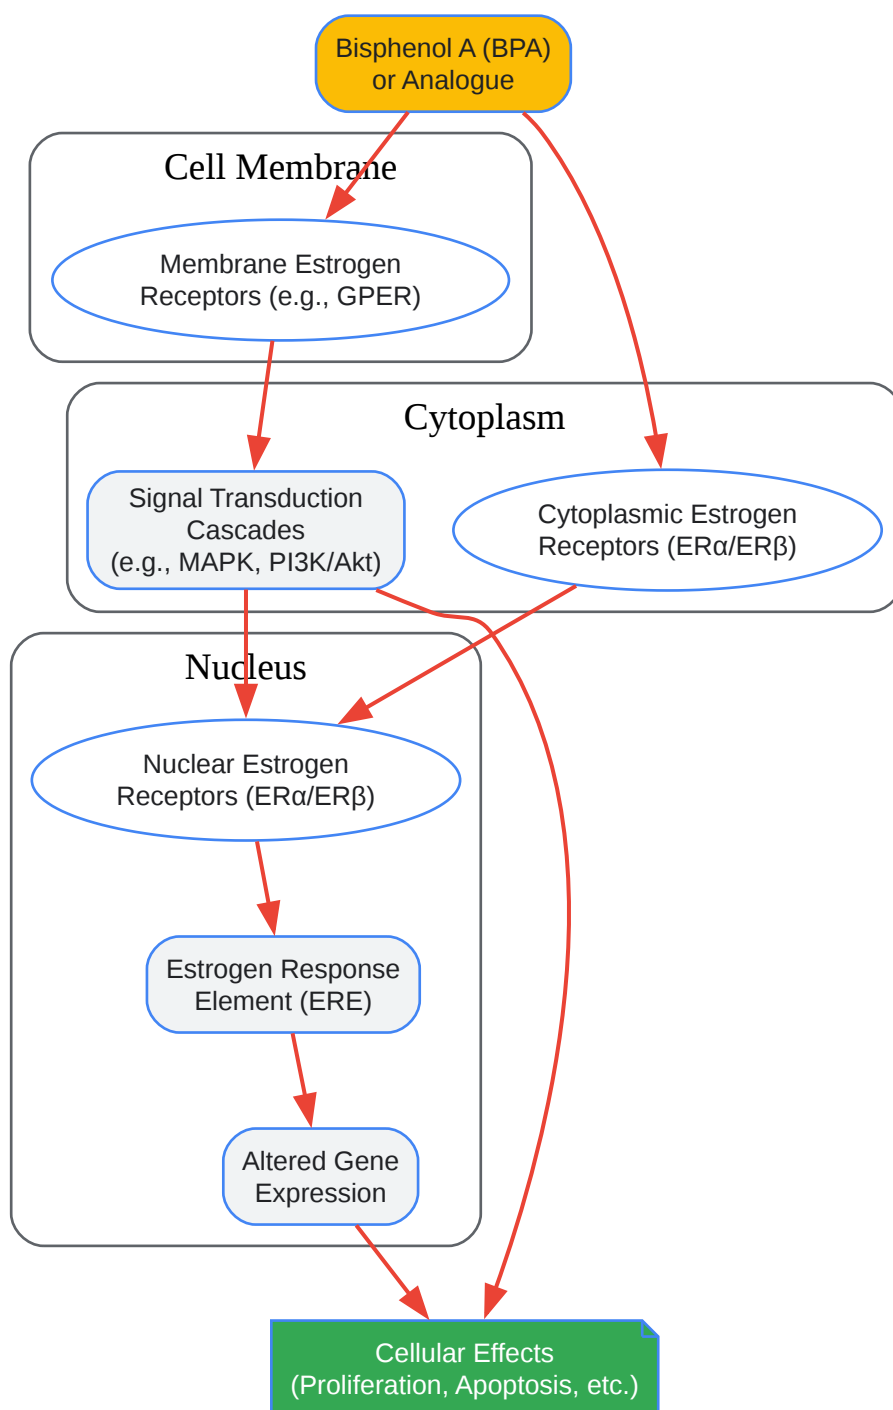 Bisphenol A (BPA)
or Analogue
Cell Membrane
Membrane Estrogen
Receptors (e.g., GPER)
Cytoplasm
Signal Transduction
Cascades
(e.g., MAPK, PI3K/Akt)
Cytoplasmic Estrogen
Receptors (ERα/ERβ)
Nucleus
Nuclear Estrogen
Receptors (ERα/ERβ)
Estrogen Response
Element (ERE)
Altered Gene
Expression
Cellular Effects
(Proliferation, Apoptosis, etc.)